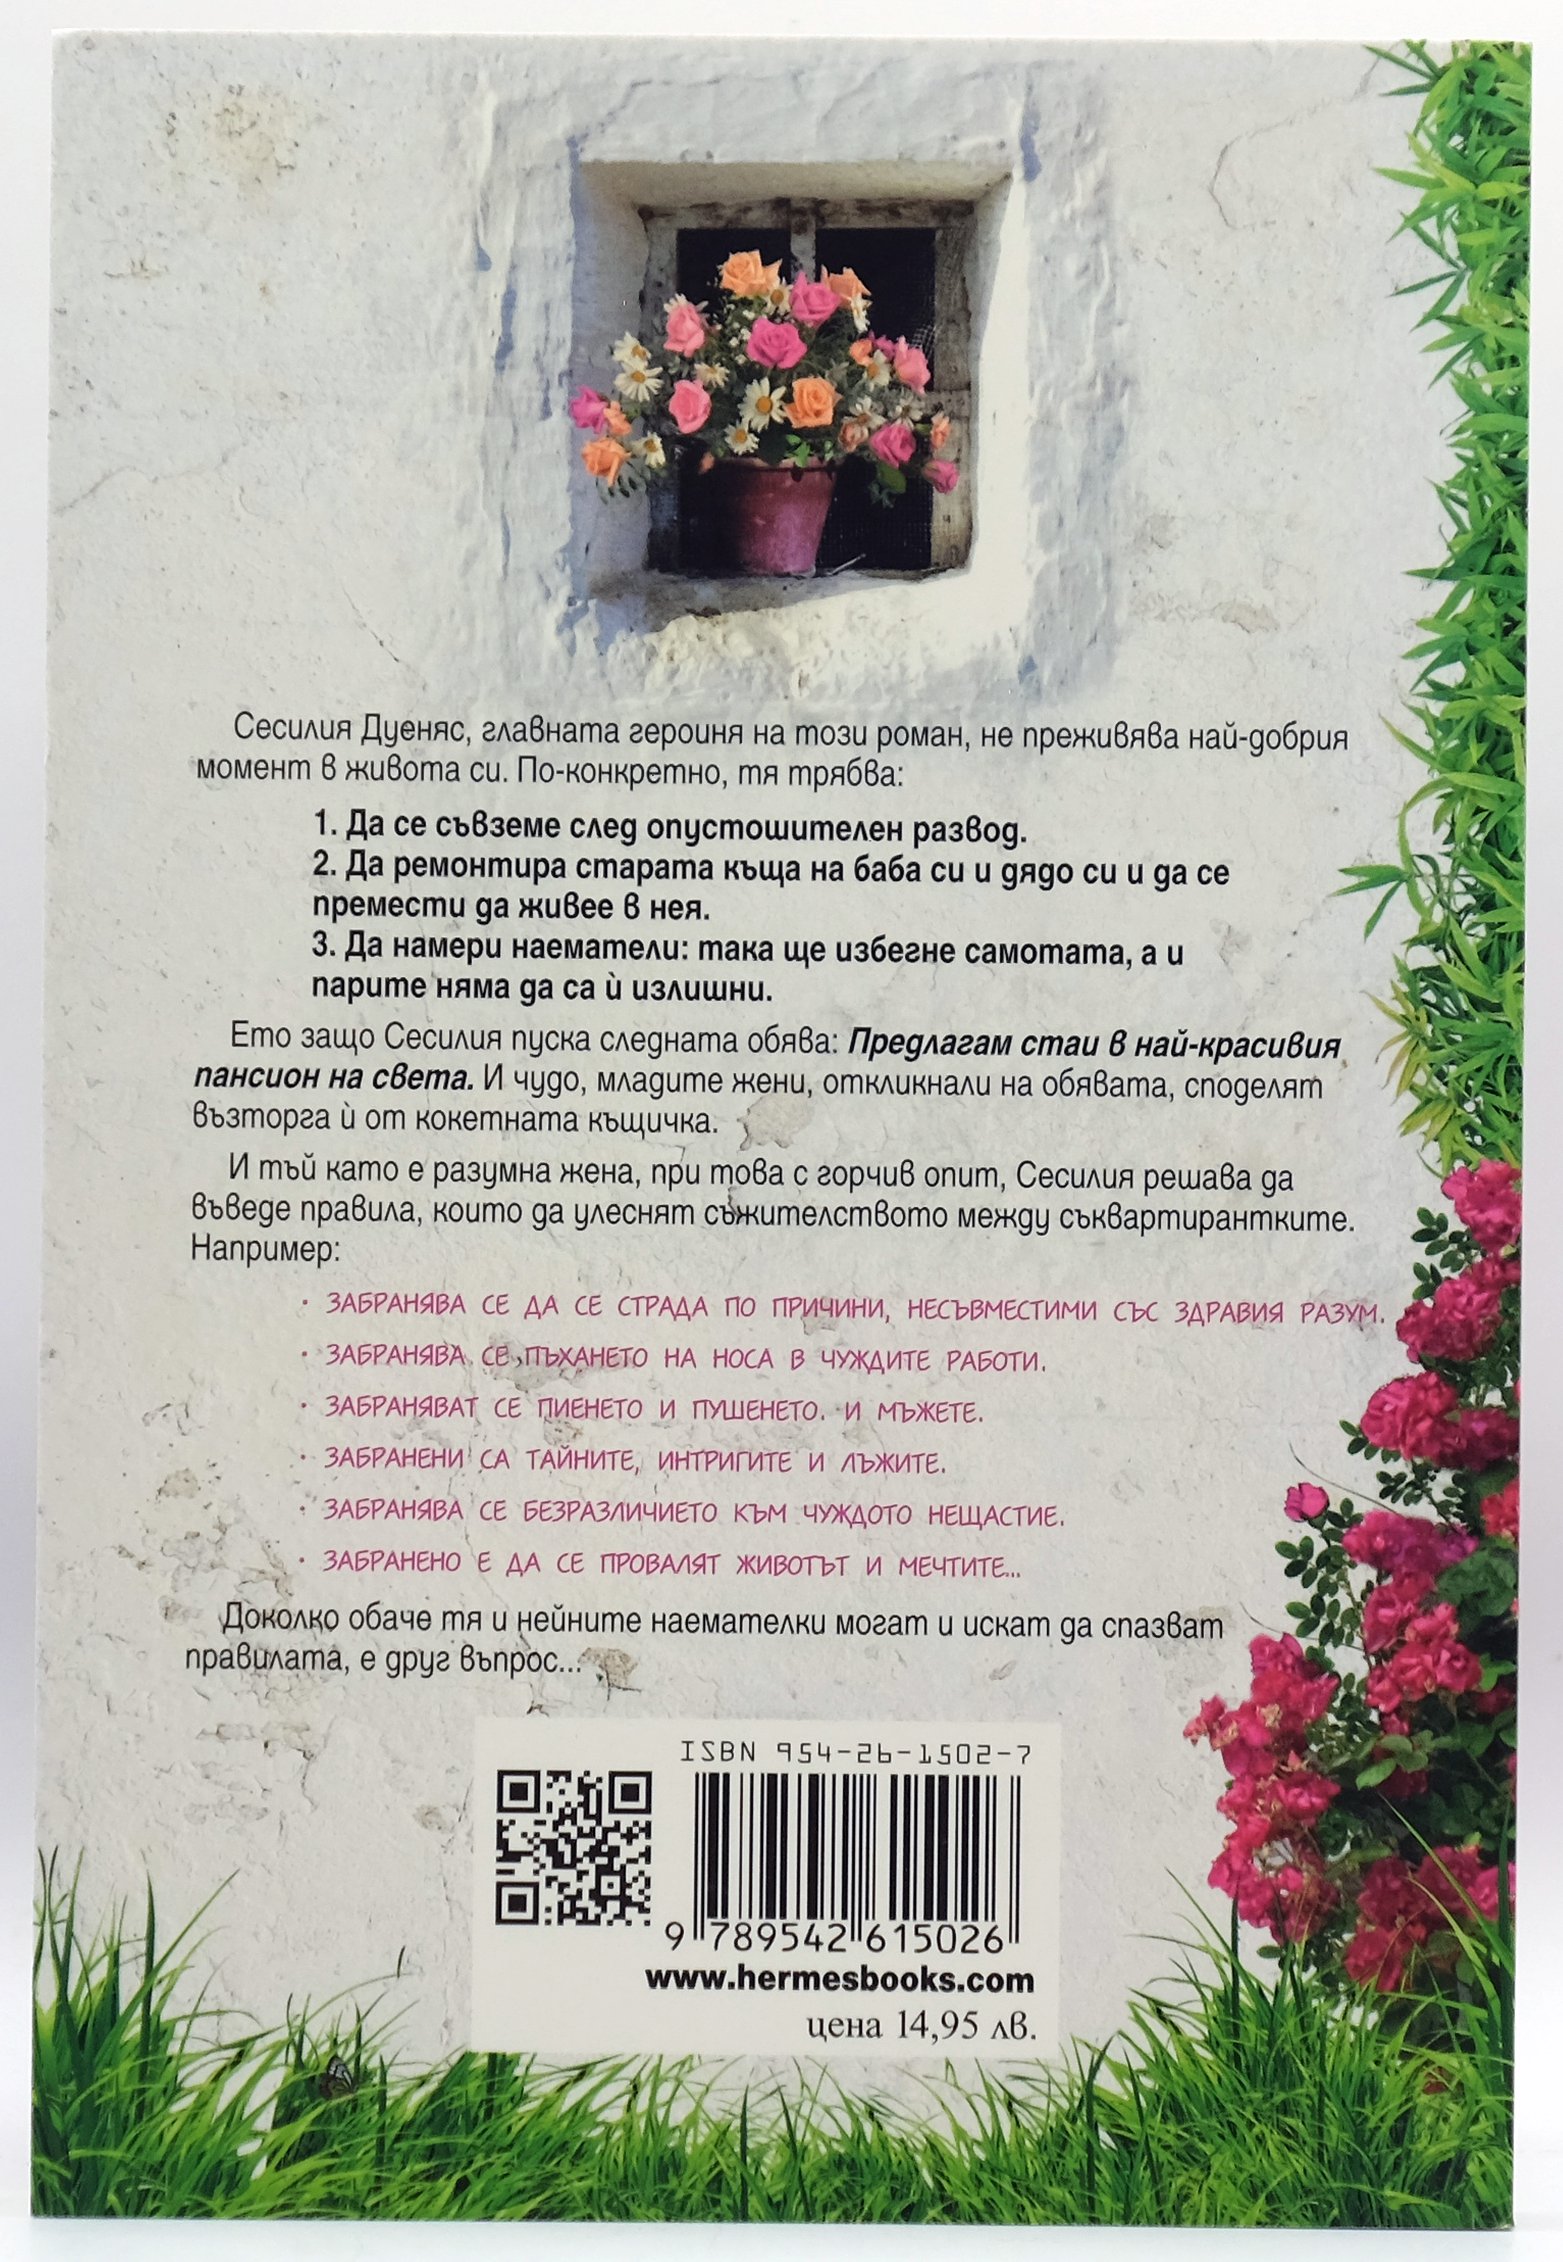 Сесилия Дуеняс, главната героиня на този роман, не преживява най-добрия
момент в живота си. По-конкретно, тя трябва:
1. Да се съвземе след опустошителен развод.
2. Да ремонтира старата къща на баба си и дядо си и да се
премести да живее в нея.
3. Да намери наематели: така ще избегне самотата, а и
парите няма да са ѝ излишни.
Ето защо Сесилия пуска следната обява: Предлагам стаи в най-красивия
пансион на света. И чудо, младите жени, откликнали на обявата, споделят
възторга ѝ от кокетната къщичка.
И тъй като е разумна жена, при това с горчив опит, Сесилия решава да
въведе правила, които да улеснят съжителството между съквартирантките.
Например:
· ЗАБРАНЯВА СЕ ДА СЕ СТРАДА ПО ПРИЧИНИ, НЕСЪВМЕСТИМИ СЪС ЗДРАВИЯ РАЗУМ.
· ЗАБРАНЯВА СЕ ПЪХАНЕТО НА НОСА В ЧУЖДИТЕ РАБОТИ.
· ЗАБРАНЯВАТ СЕ ПИЕНЕТО И ПУШЕНЕТО. И МЪЖЕТЕ.
· ЗАБРАНЕНИ СА ТАЙНИТЕ, ИНТРИГИТЕ И ЛЪЖИТЕ.
· ЗАБРАНЯВА СЕ БЕЗРАЗЛИЧИЕТО КЪМ ЧУЖДОТО НЕЩАСТИЕ.
· ЗАБРАНЕНО Е ДА СЕ ПРОВАЛЯТ ЖИВОТЪТ И МЕЧТИТЕ...
Доколко обаче тя и нейните наемателки могат и искат да спазват
правилата, е друг въпрос...
ISBN 954-26-1502-7
9 789542 615026
www.hermesbooks.com
цена 14,95 лв.